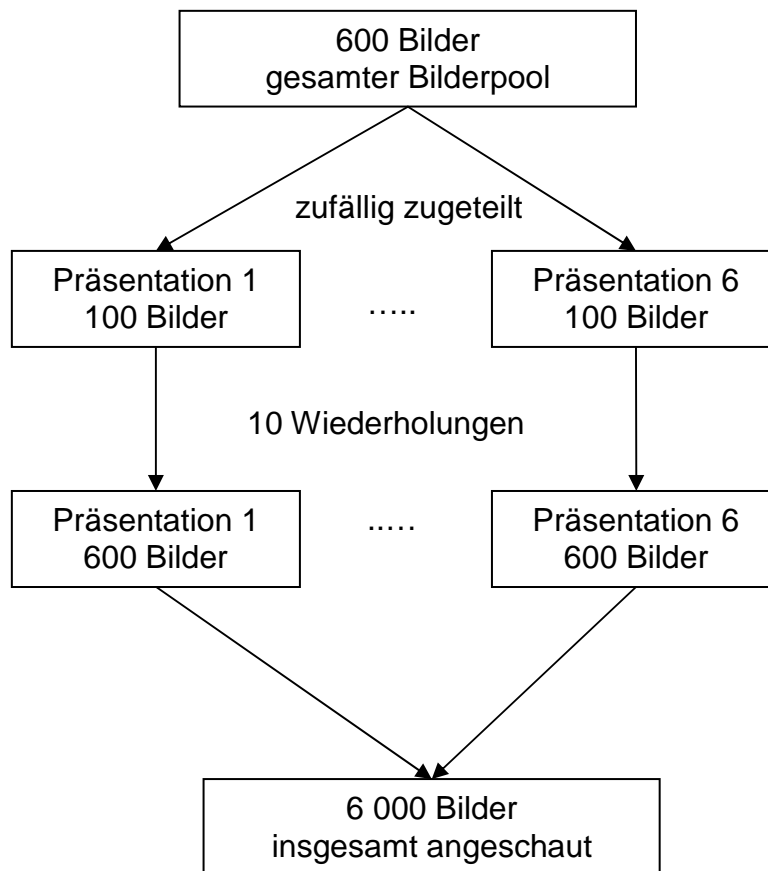 600 Bilder
gesamter Bilderpool
zufällig zugeteilt
Präsentation 1
100 Bilder
…..
Präsentation 6
100 Bilder
10 Wiederholungen
Präsentation 1
600 Bilder
..…
Präsentation 6
600 Bilder
6 000 Bilder
insgesamt angeschaut